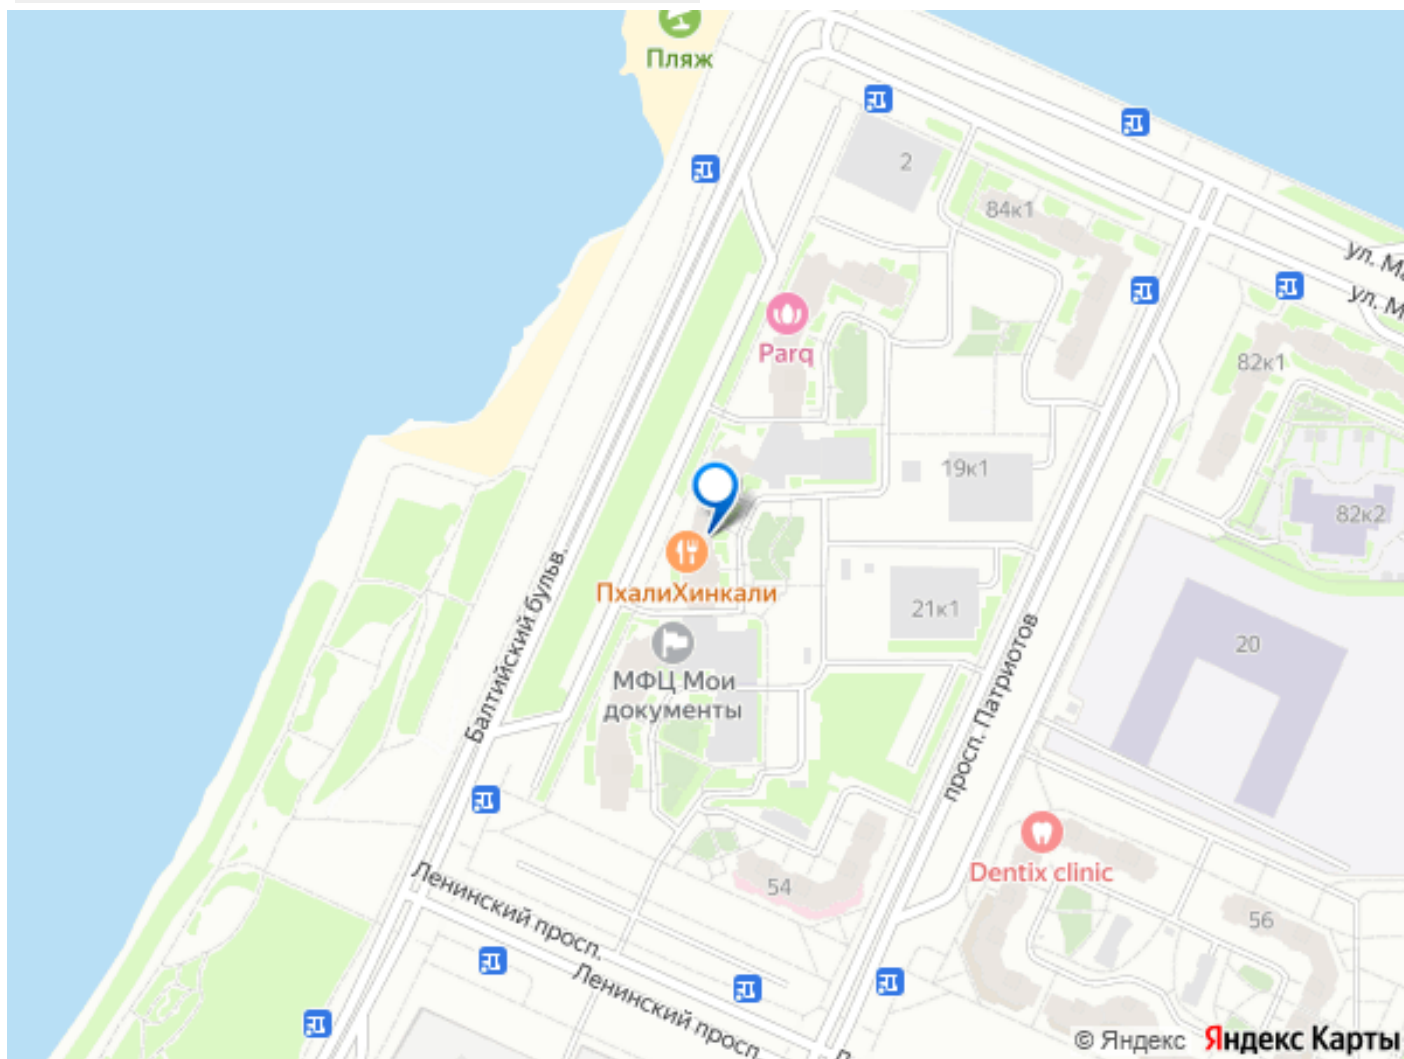 Пляж
2
84к1
ул. Ма
ул. М
Parq
82к1
19к1
82к2
ПхалиХинкали
21к1
Балтийский бульв.
МФЦ Мои
документы
просп. Патриотов
20
Dentix clinic
54
56
Ленинский просп.
Ленинский просп.
© Яндекс Яндекс Карты